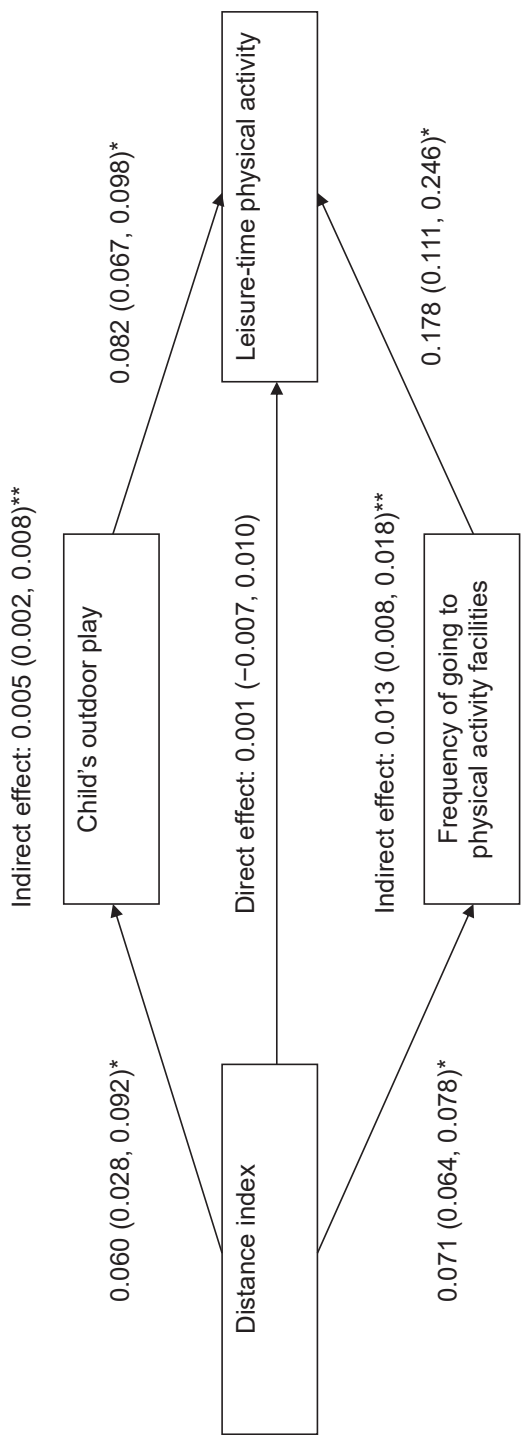 Indirect effect: 0.005 (0.002, 0.008)**
Child’s outdoor play
0.060 (0.028, 0.092)*
0.082 (0.067, 0.098)*
Distance index
Direct effect: 0.001 (−0.007, 0.010)
Leisure-time physical activity
Indirect effect: 0.013 (0.008, 0.018)**
Frequency of going to
physical activity facilities
0.071 (0.064, 0.078)*
0.178 (0.111, 0.246)*